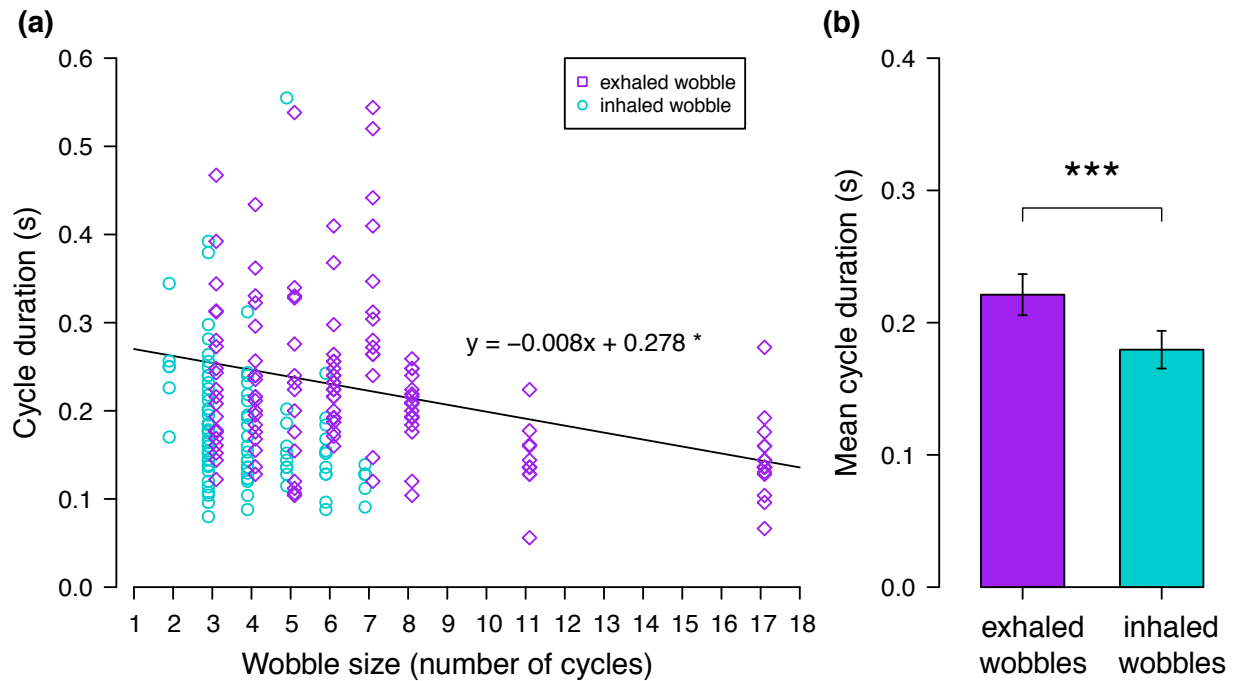 (a)
0.6
0.5
0.4
0.3
0.2
0.1
0.0
Cycle duration (s)
exhaled wobble
inhaled wobble
y = −0.008x + 0.278 *
1 2 3 4 5 6 7 8 9 10 11 12 13 14 15 16 17 18
Wobble size (number of cycles)
(b)
0.4
0.3
0.2
0.1
0.0
Mean cycle duration (s)
***
exhaled
wobbles
inhaled
wobbles